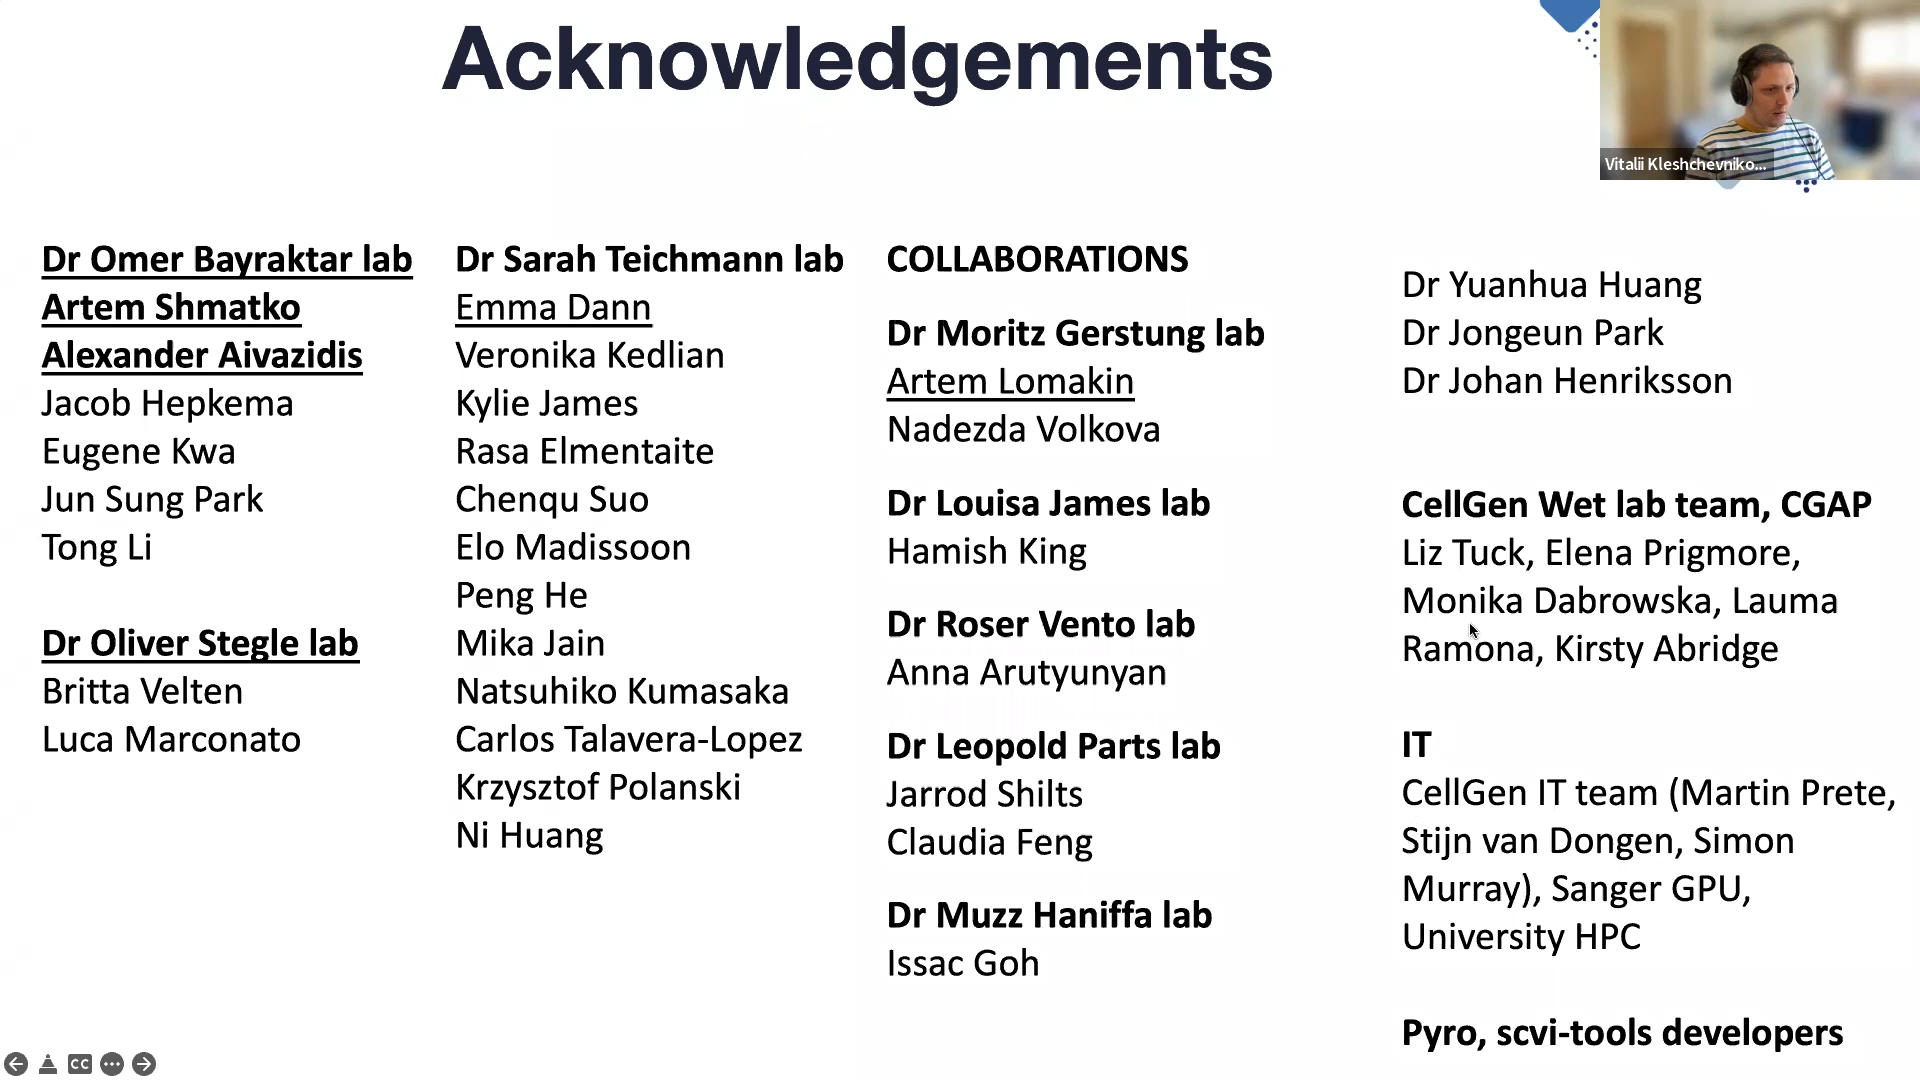 Acknowledgements
Vitalii Kleshchevniko...
Dr Omer Bayraktar lab
Artem Shmatko
Alexander Aivazidis
Jacob Hepkema
Eugene Kwa
Jun Sung Park
Tong Li
Dr Oliver Stegle lab
Britta Velten
Luca Marconato
Dr Sarah Teichmann lab
Emma Dann
Veronika Kedlian
Kylie James
Rasa Elmentaite
Chenqu Suo
Elo Madissoon
Peng He
Mika Jain
Natsuhiko Kumasaka
Carlos Talavera-Lopez
Krzysztof Polanski
Ni Huang
COLLABORATIONS
Dr Moritz Gerstung lab
Artem Lomakin
Nadezda Volkova
Dr Louisa James lab
Hamish King
Dr Roser Vento lab
Anna Arutyunyan
Dr Leopold Parts lab
Jarrod Shilts
Claudia Feng
Dr Muzz Haniffa lab
Issac Goh
Dr Yuanhua Huang
Dr Jongeun Park
Dr Johan Henriksson
CellGen Wet lab team, CGAP
Liz Tuck, Elena Prigmore,
Monika Dabrowska, Lauma
Ramona, Kirsty Abridge
IT
CellGen IT team (Martin Prete,
Stijn van Dongen, Simon
Murray), Sanger GPU,
University HPC
Pyro, scvi-tools developers
CC